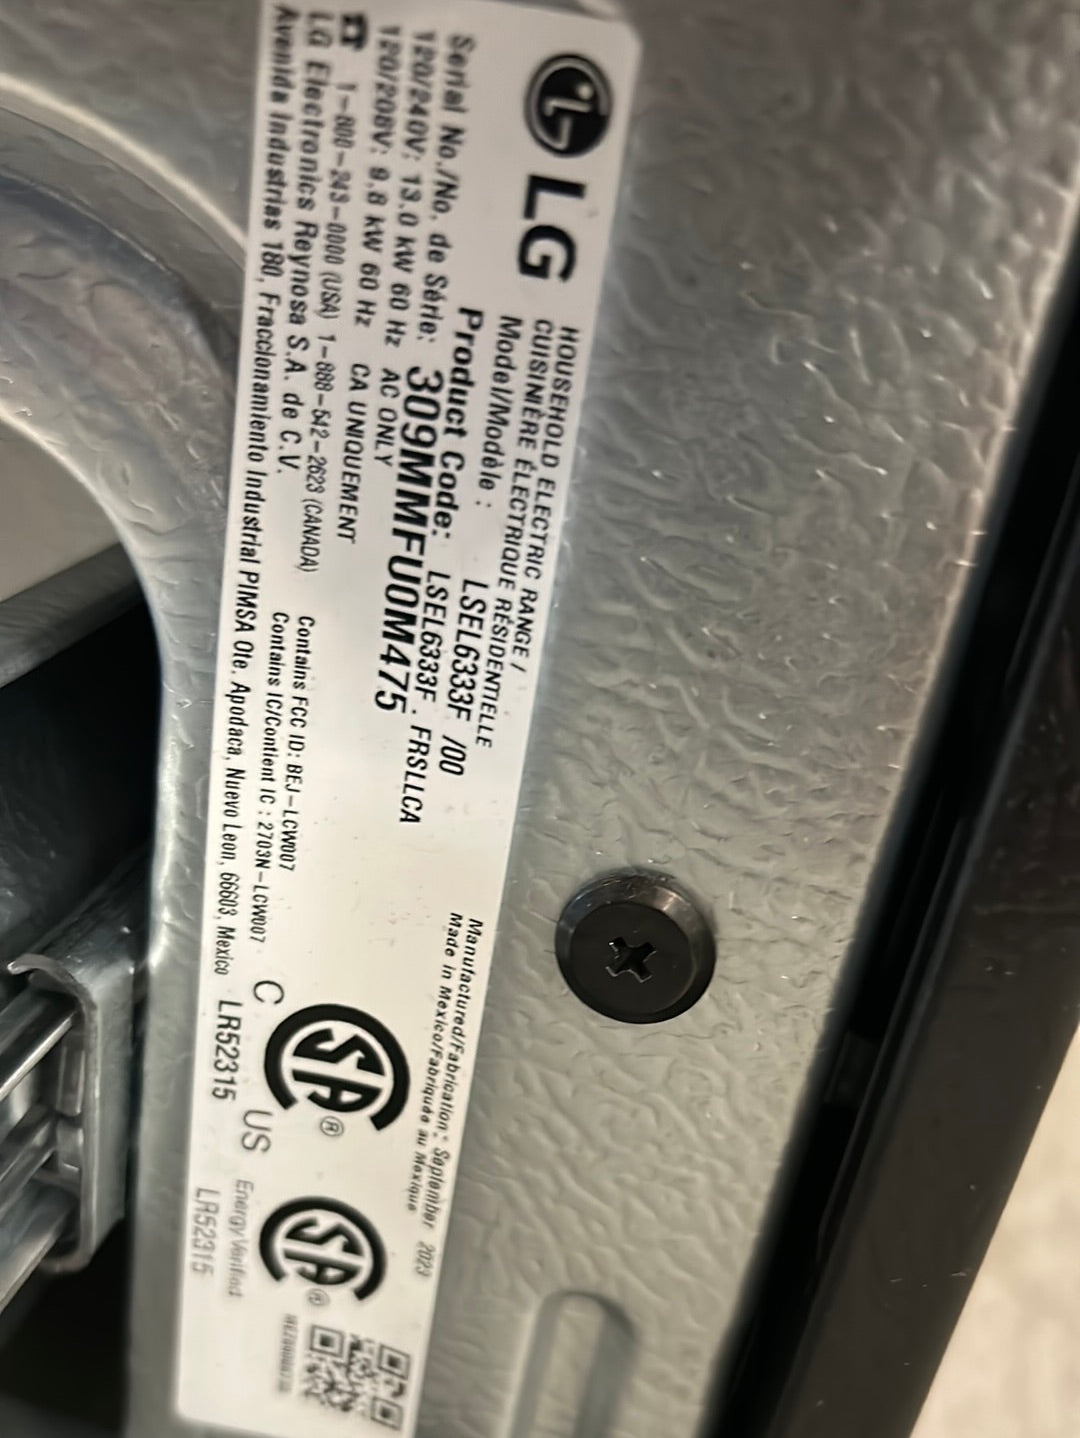 LG
HOUSEHOLD ELECTRIC RANGE /
CUISINIÈRE ÉLECTRIQUE RÉSIDENTIELLE
Model/Modèle : LSEL6333F /00
Product Code: LSEL6333F . FRSLLCA
Serial No./No. de Série: 309MMFU0M475
120/240V: 13.0 kW 60 Hz AC ONLY
120/208V: 9.8 kW 60 Hz CA UNIQUEMENT
☎ 1-800-243-0000 (USA) 1-888-542-2623 (CANADA)
LG Electronics Reynosa S.A. de C.V.
Avenida Industrias 180, Fraccionamiento Industrial PIMSA Ote. Apodaca, Nuevo Leon, 66603, Mexico
Contains FCC ID: BEJ-LCW007
Contains IC/Contient IC : 2703N-LCW007
Manufactured/Fabrication : September 2023
Made in Mexico/Fabriquée au Mexique
C SA® US
LR52315
SA®
Energy Verified
LR52315